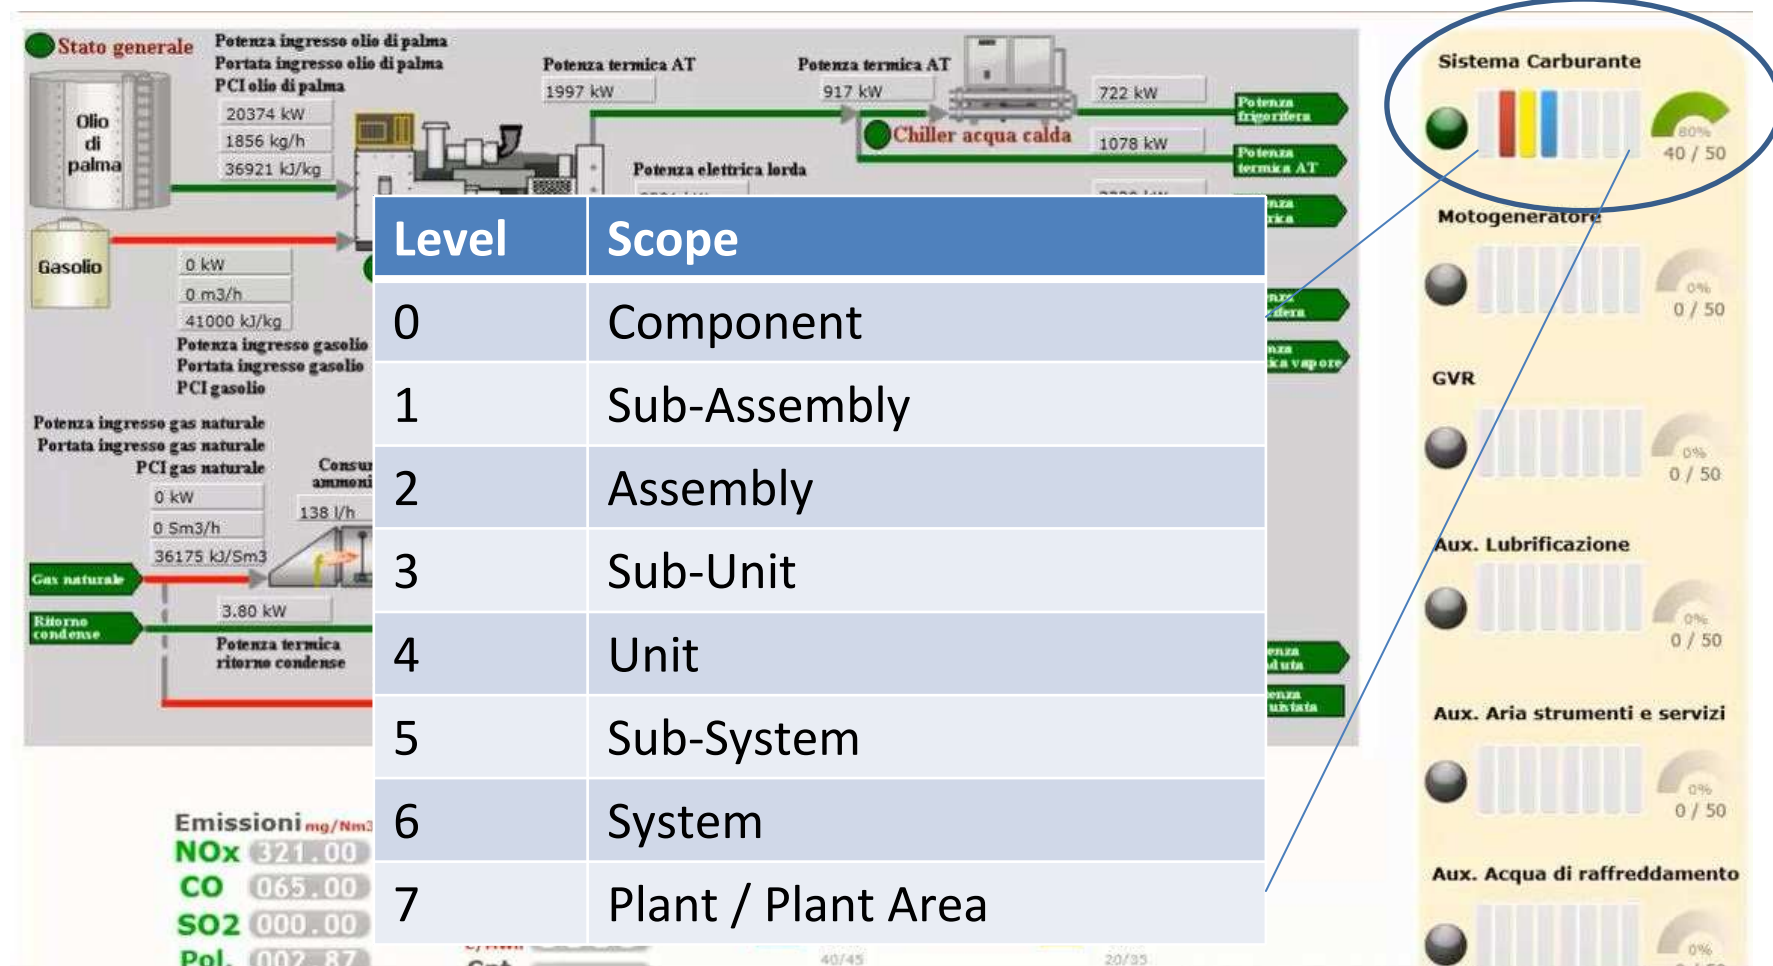 Stato generale
Potenza ingresso olio di palma
Portata ingresso olio di palma
PCI olio di palma
20374 kW
1856 kg/h
36921 kJ/kg
Olio
di
palma
Gasolio
0 kW
0 m3/h
41000 kJ/kg
Potenza ingresso gasolio
Portata ingresso gasolio
PCI gasolio
Potenza termica AT
1997 kW
Potenza termica AT
917 kW
Chiller acqua calda
722 kW
1078 kW
Potenza
frigorifera
Potenza
termica AT
Potenza elettrica lorda
Potenza ingresso gas naturale
Portata ingresso gas naturale
PCI gas naturale
0 kW
0 Sm3/h
36175 kJ/Sm3
138 l/h
Gas naturale
Ritorno
condense
3.80 kW
Potenza termica
ritorno condense
Emissioni mg/Nm3
NOx 321.00
CO 065.00
SO2 000.00
Pol. 002.87
40/45
20/35
Level Scope
0 Component
1 Sub-Assembly
2 Assembly
3 Sub-Unit
4 Unit
5 Sub-System
6 System
7 Plant / Plant Area
Sistema Carburante
80%
40 / 50
Motogeneratore
0%
0 / 50
GVR
0%
0 / 50
Aux. Lubrificazione
0%
0 / 50
Aux. Aria strumenti e servizi
0%
0 / 50
Aux. Acqua di raffreddamento
0%